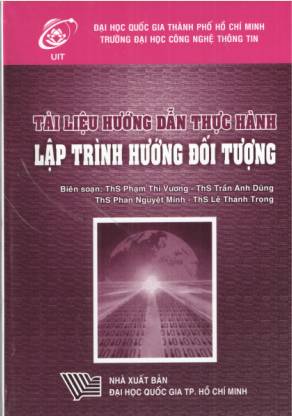 ĐẠI HỌC QUỐC GIA THÀNH PHỐ HỒ CHÍ MINH
TRƯỜNG ĐẠI HỌC CÔNG NGHỆ THÔNG TIN
UIT
TÀI LIỆU HƯỚNG DẪN THỰC HÀNH
LẬP TRÌNH HƯỚNG ĐỐI TƯỢNG
Biên soạn: ThS Phạm Thi Vương - ThS Trần Anh Dũng
ThS Phan Nguyệt Minh - ThS Lê Thanh Trọng
NHÀ XUẤT BẢN
ĐẠI HỌC QUỐC GIA TP. HỒ CHÍ MINH